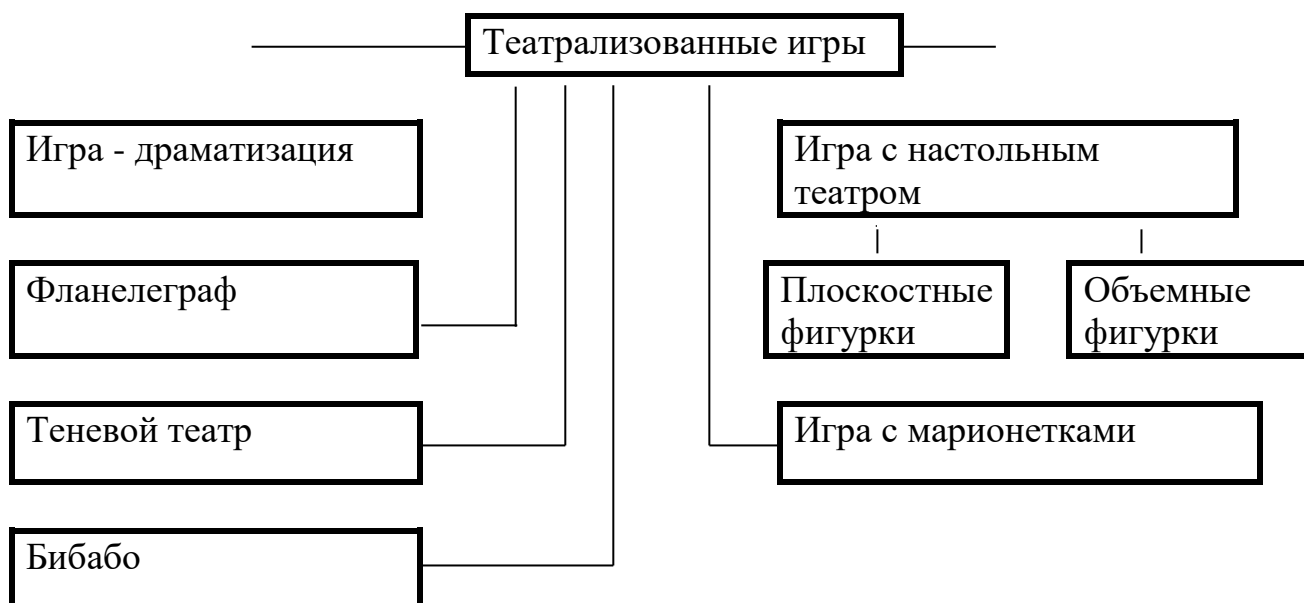 Театрализованные игры
Игра - драматизация
Игра с настольным
театром
Фланелеграф
Плоскостные
фигурки
Объемные
фигурки
Теневой театр
Игра с марионетками
Бибабо